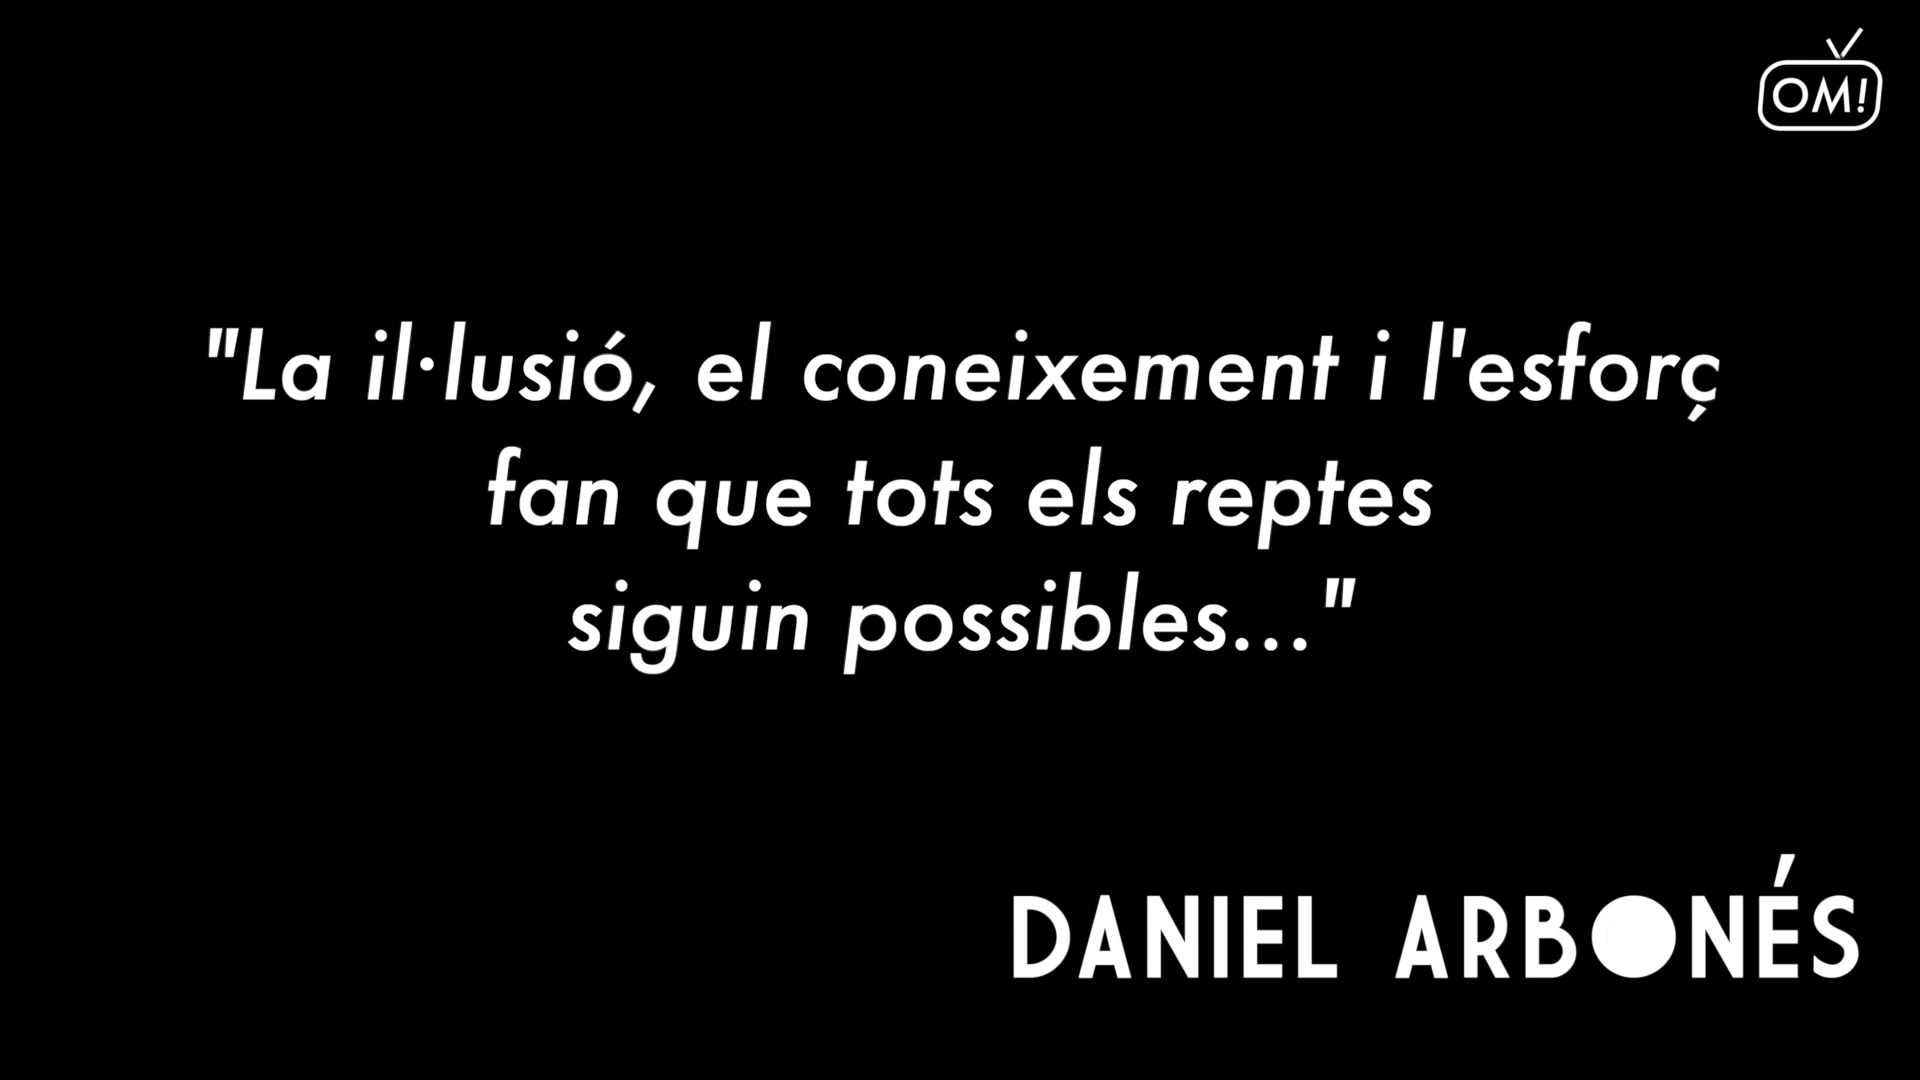 OM!
"La il·lusió, el coneixement i l'esforç
fan que tots els reptes
siguin possibles..."
DANIEL ARBONÉS